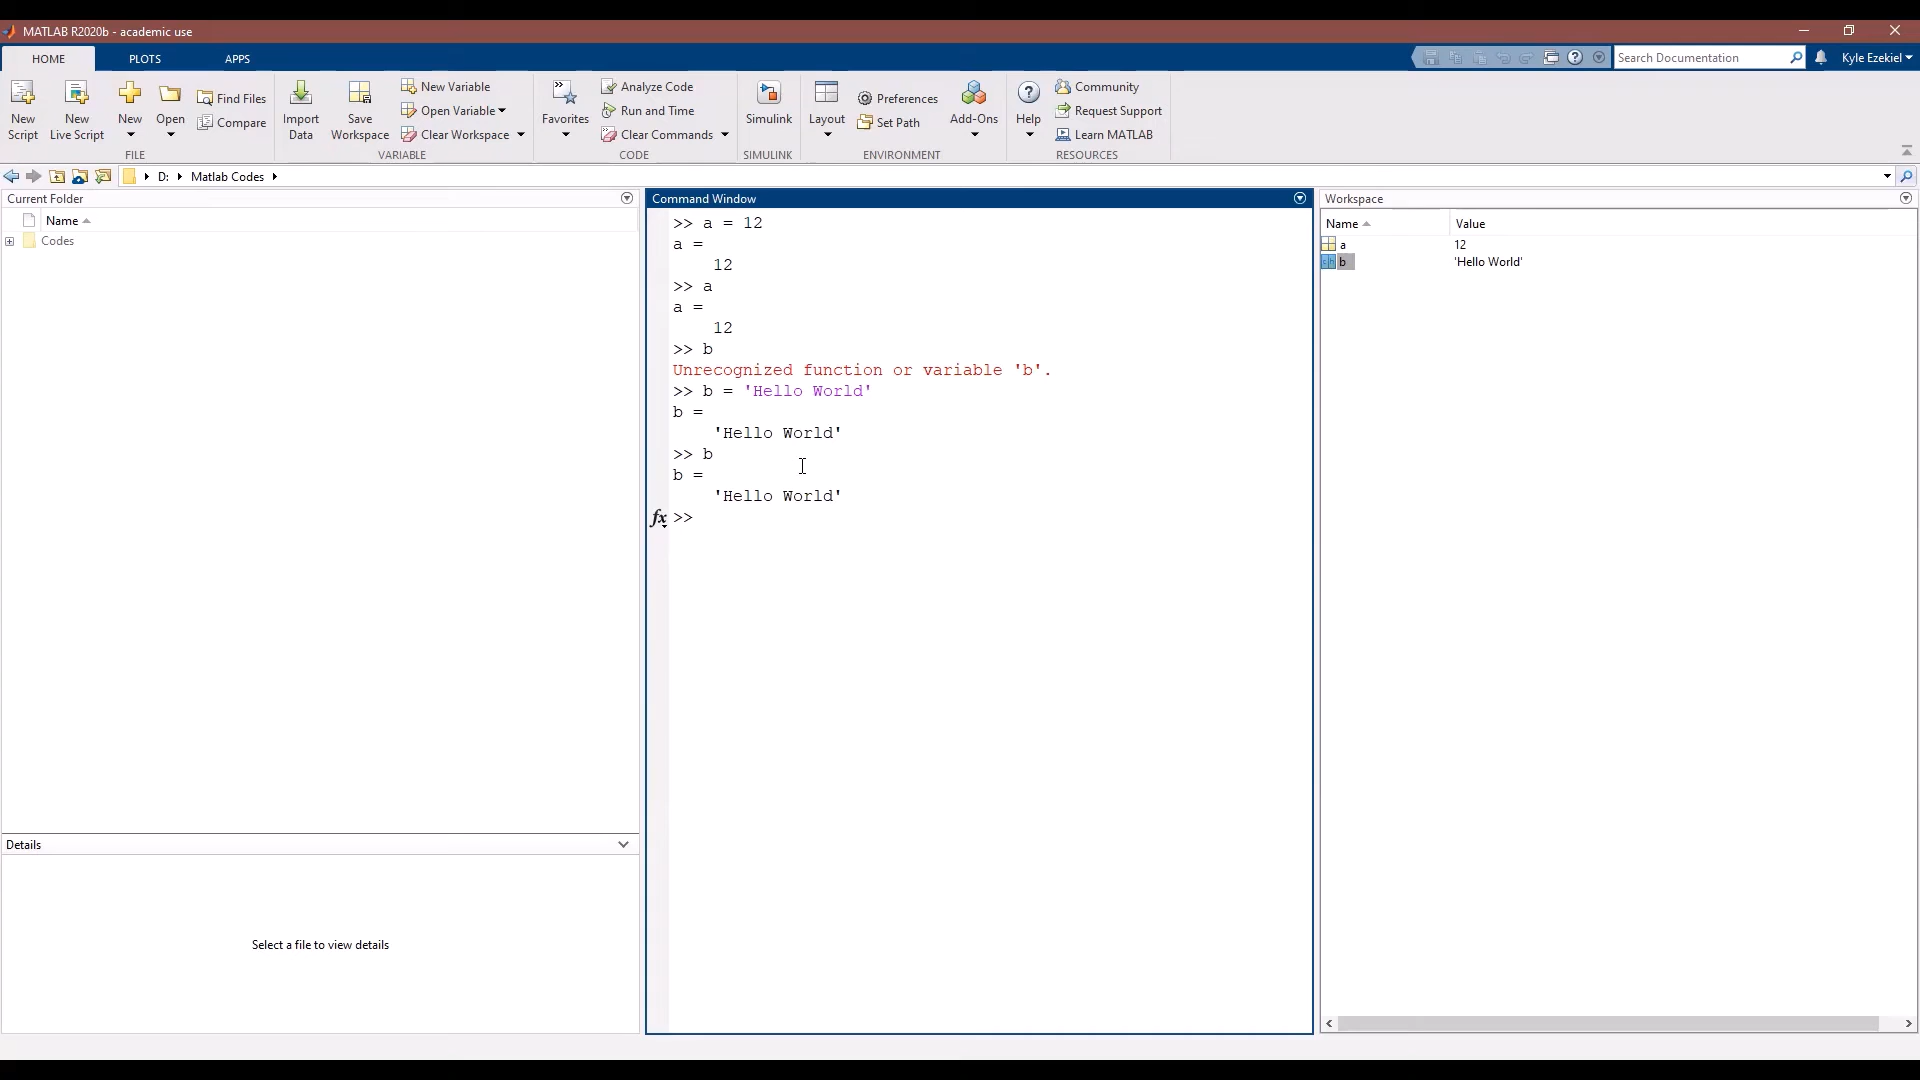 MATLAB R2020b - academic use
HOME PLOTS APPS
Search Documentation Kyle Ezekiel
New Script
New Live Script
New
Open
Find Files
Compare
FILE
Import Data
Save Workspace
New Variable
Open Variable
Clear Workspace
VARIABLE
Favorites
Analyze Code
Run and Time
Clear Commands
CODE
Simulink
SIMULINK
Layout
Preferences
Set Path
Add-Ons
ENVIRONMENT
Help
Community
Request Support
Learn MATLAB
RESOURCES
D: Matlab Codes
Current Folder
Name
Codes
Details
Select a file to view details
Command Window
>> a = 12
a =
12
>> a
a =
12
>> b
Unrecognized function or variable 'b'.
>> b = 'Hello World'
b =
'Hello World'
>> b
b =
'Hello World'
fx >>
Workspace
Name Value
a 12
b 'Hello World'